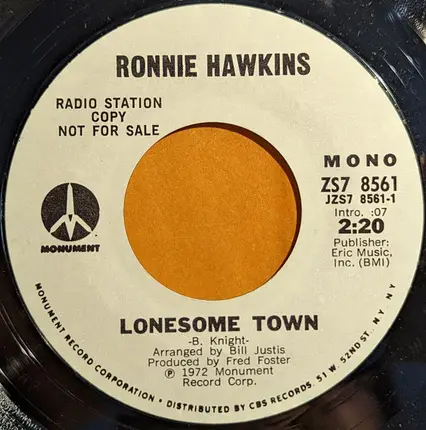 RONNIE HAWKINS
RADIO STATION
COPY
NOT FOR SALE
MONO
ZS7 8561
JZS7 8561-1
Intro. :07
2:20
Publisher:
Eric Music,
Inc. (BMI)
MONUMENT
LONESOME TOWN
-B. Knight-
Arranged by Bill Justis
Produced by Fred Foster
Ⓟ 1972 Monument
Record Corp.
MONUMENT RECORD CORPORATION • DISTRIBUTED BY CBS RECORDS, 51 W. 52ND ST. NY, NY